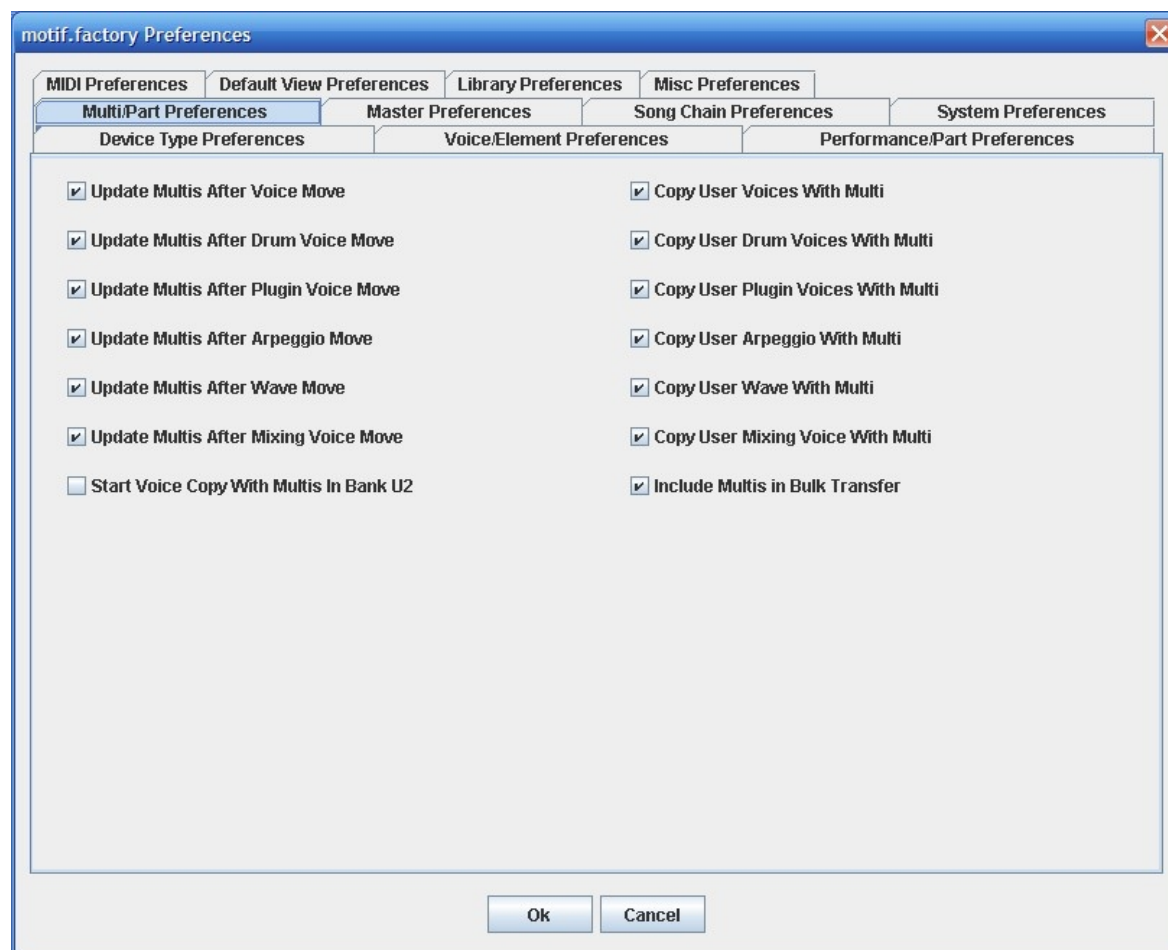 motif.factory Preferences
MIDI Preferences Default View Preferences Library Preferences Misc Preferences
Multi/Part Preferences Master Preferences Song Chain Preferences System Preferences
Device Type Preferences Voice/Element Preferences Performance/Part Preferences
Update Multis After Voice Move Copy User Voices With Multi
Update Multis After Drum Voice Move Copy User Drum Voices With Multi
Update Multis After Plugin Voice Move Copy User Plugin Voices With Multi
Update Multis After Arpeggio Move Copy User Arpeggio With Multi
Update Multis After Wave Move Copy User Wave With Multi
Update Multis After Mixing Voice Move Copy User Mixing Voice With Multi
Start Voice Copy With Multis In Bank U2 Include Multis in Bulk Transfer
Ok Cancel